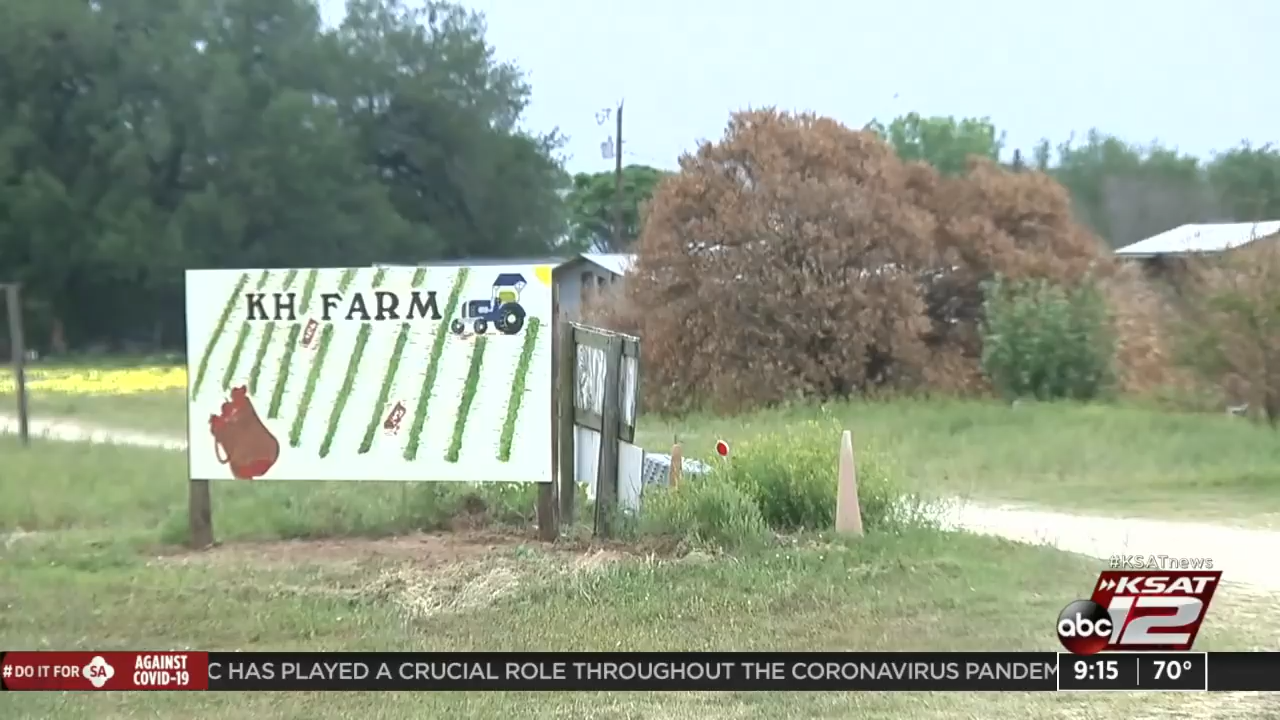 KH FARM
#KSATnews
KSAT
abc 12
#DO IT FOR SA
AGAINST
COVID-19
C HAS PLAYED A CRUCIAL ROLE THROUGHOUT THE CORONAVIRUS PANDEM
9:15 70°